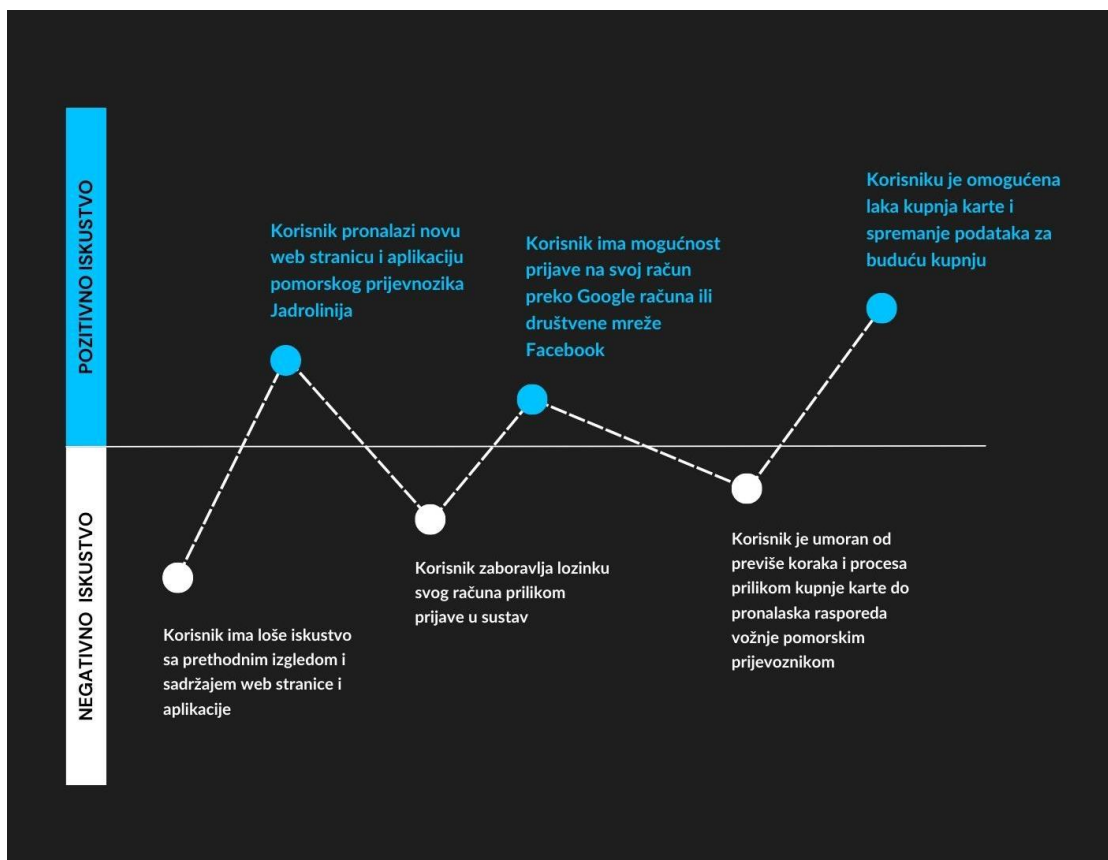 POZITIVNO ISKUSTVO
NEGATIVNO ISKUSTVO
Korisnik ima loše iskustvo
sa prethodnim izgledom i
sadržajem web stranice i
aplikacije
Korisnik pronalazi novu
web stranicu i aplikaciju
pomorskog prijevnozika
Jadrolinija
Korisnik zaboravlja lozinku
svog računa prilikom
prijave u sustav
Korisnik ima mogućnost
prijave na svoj račun
preko Google računa ili
društvene mreže
Facebook
Korisnik je umoran od
previše koraka i procesa
prilikom kupnje karte do
pronalaska rasporeda
vožnje pomorskim
prijevoznikom
Korisniku je omogućena
laka kupnja karte i
spremanje podataka za
buduću kupnju